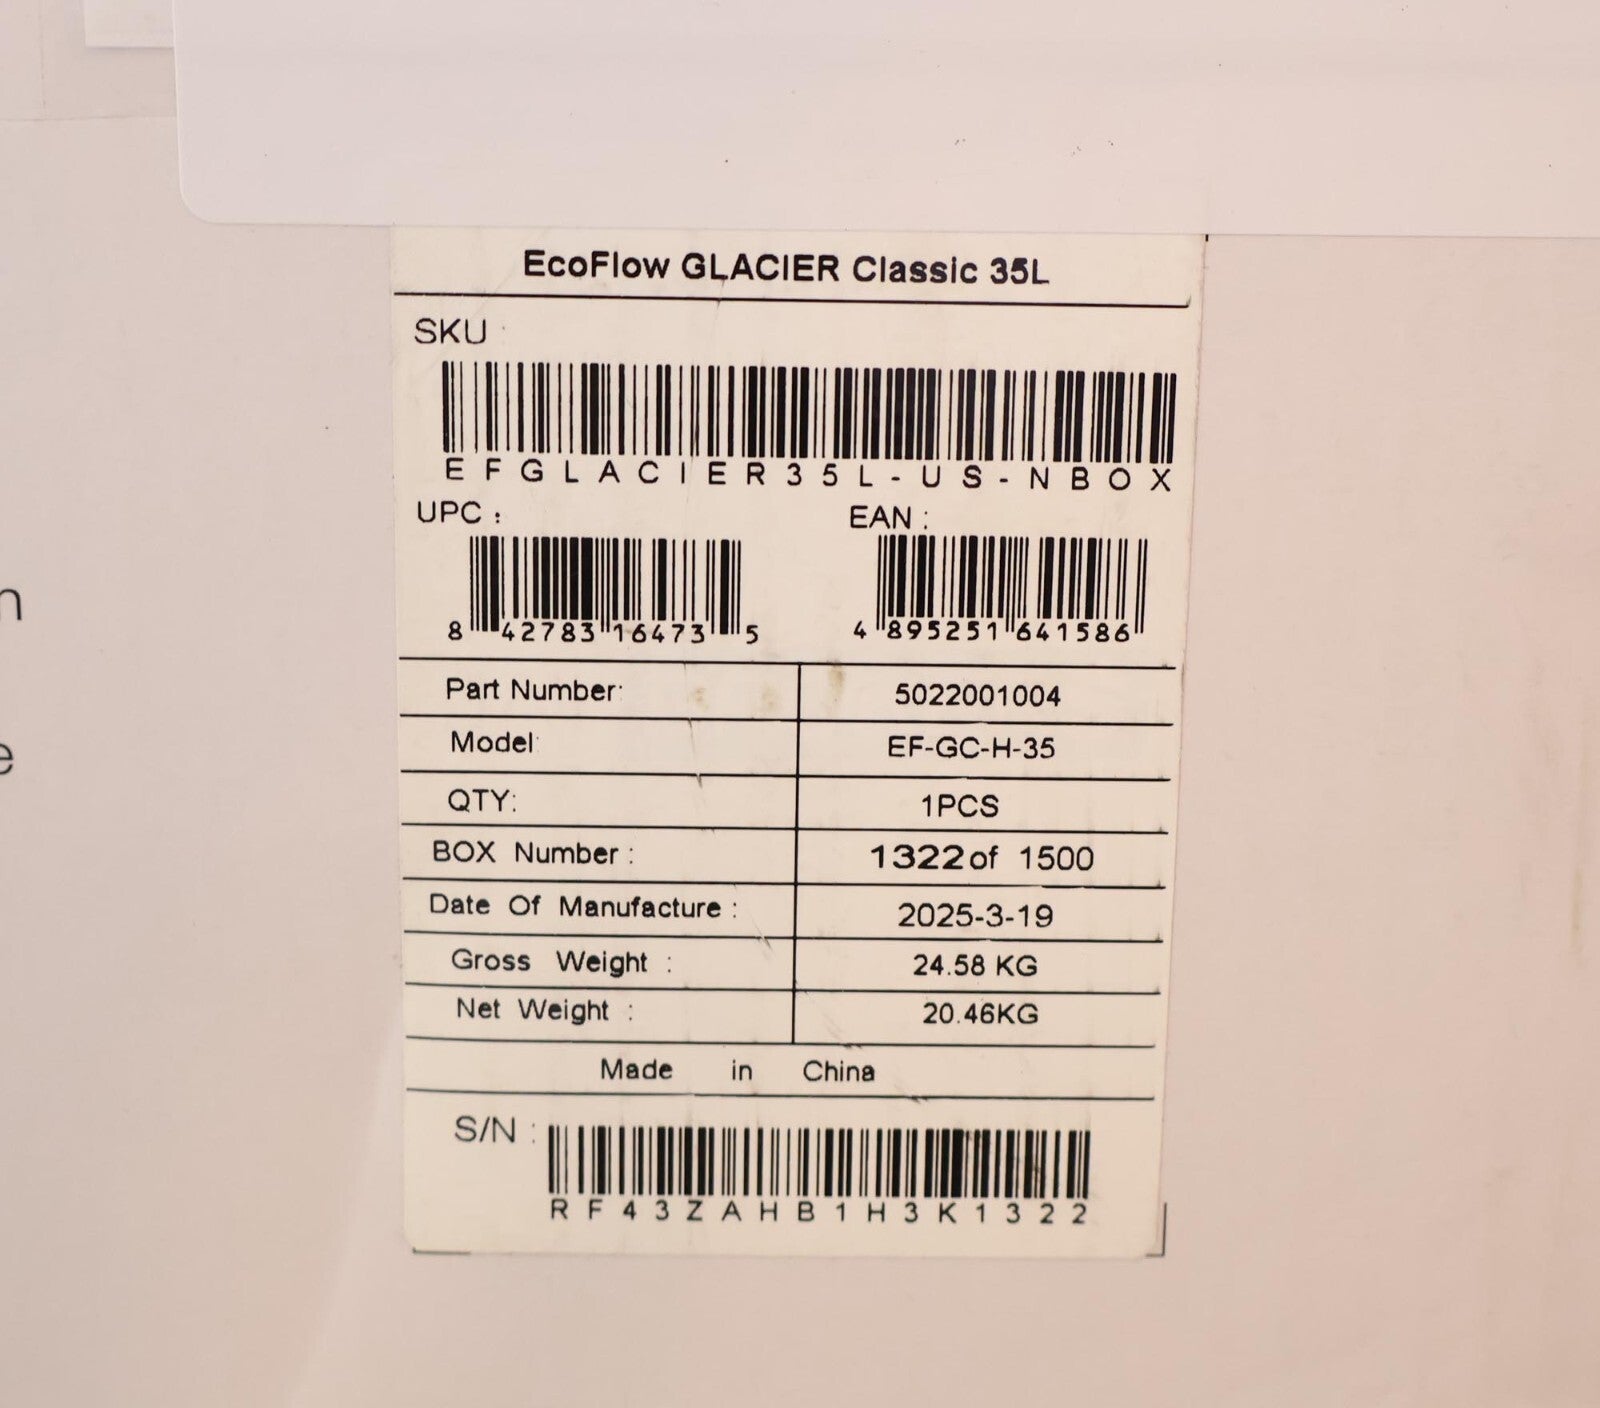 EcoFlow GLACIER Classic 35L
SKU :
EFGLACIER35L-US-NBOX
UPC : EAN :
8 42783 16473 5 4 895251 641586
Part Number: 5022001004
Model: EF-GC-H-35
QTY: 1PCS
BOX Number : 1322 of 1500
Date Of Manufacture : 2025-3-19
Gross Weight : 24.58 KG
Net Weight : 20.46KG
Made in China
S/N :
RF43ZAHB1H3K1322
n
e